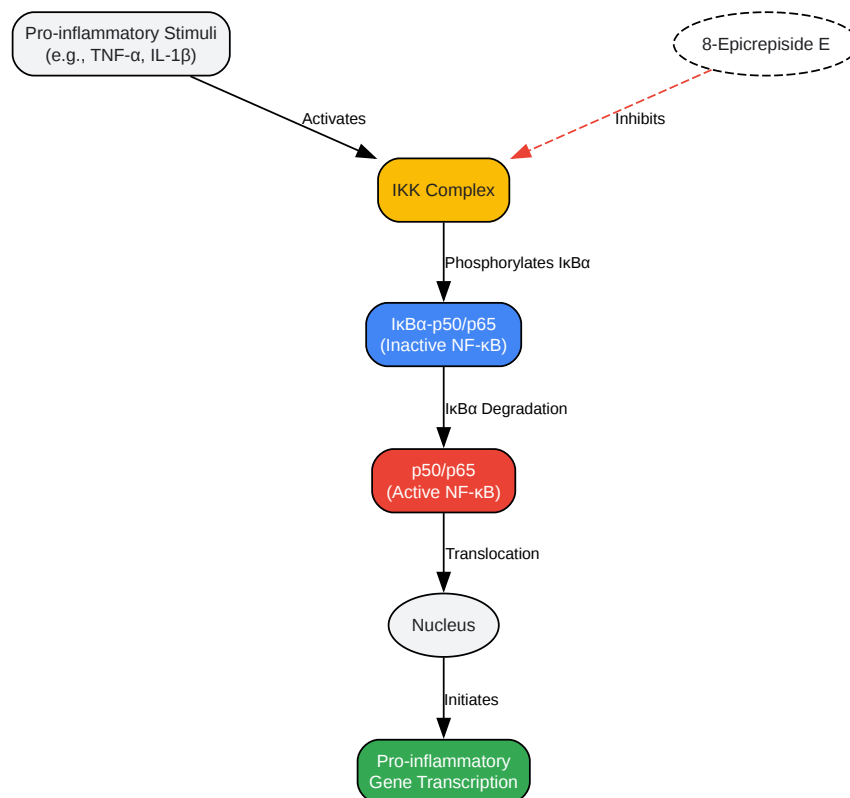 Pro-inflammatory Stimuli
(e.g., TNF-α, IL-1β)
8-Epicrepiside E
Activates
Inhibits
IKK Complex
Phosphorylates IκBα
IκBα-p50/p65
(Inactive NF-κB)
IκBα Degradation
p50/p65
(Active NF-κB)
Translocation
Nucleus
Initiates
Pro-inflammatory
Gene Transcription